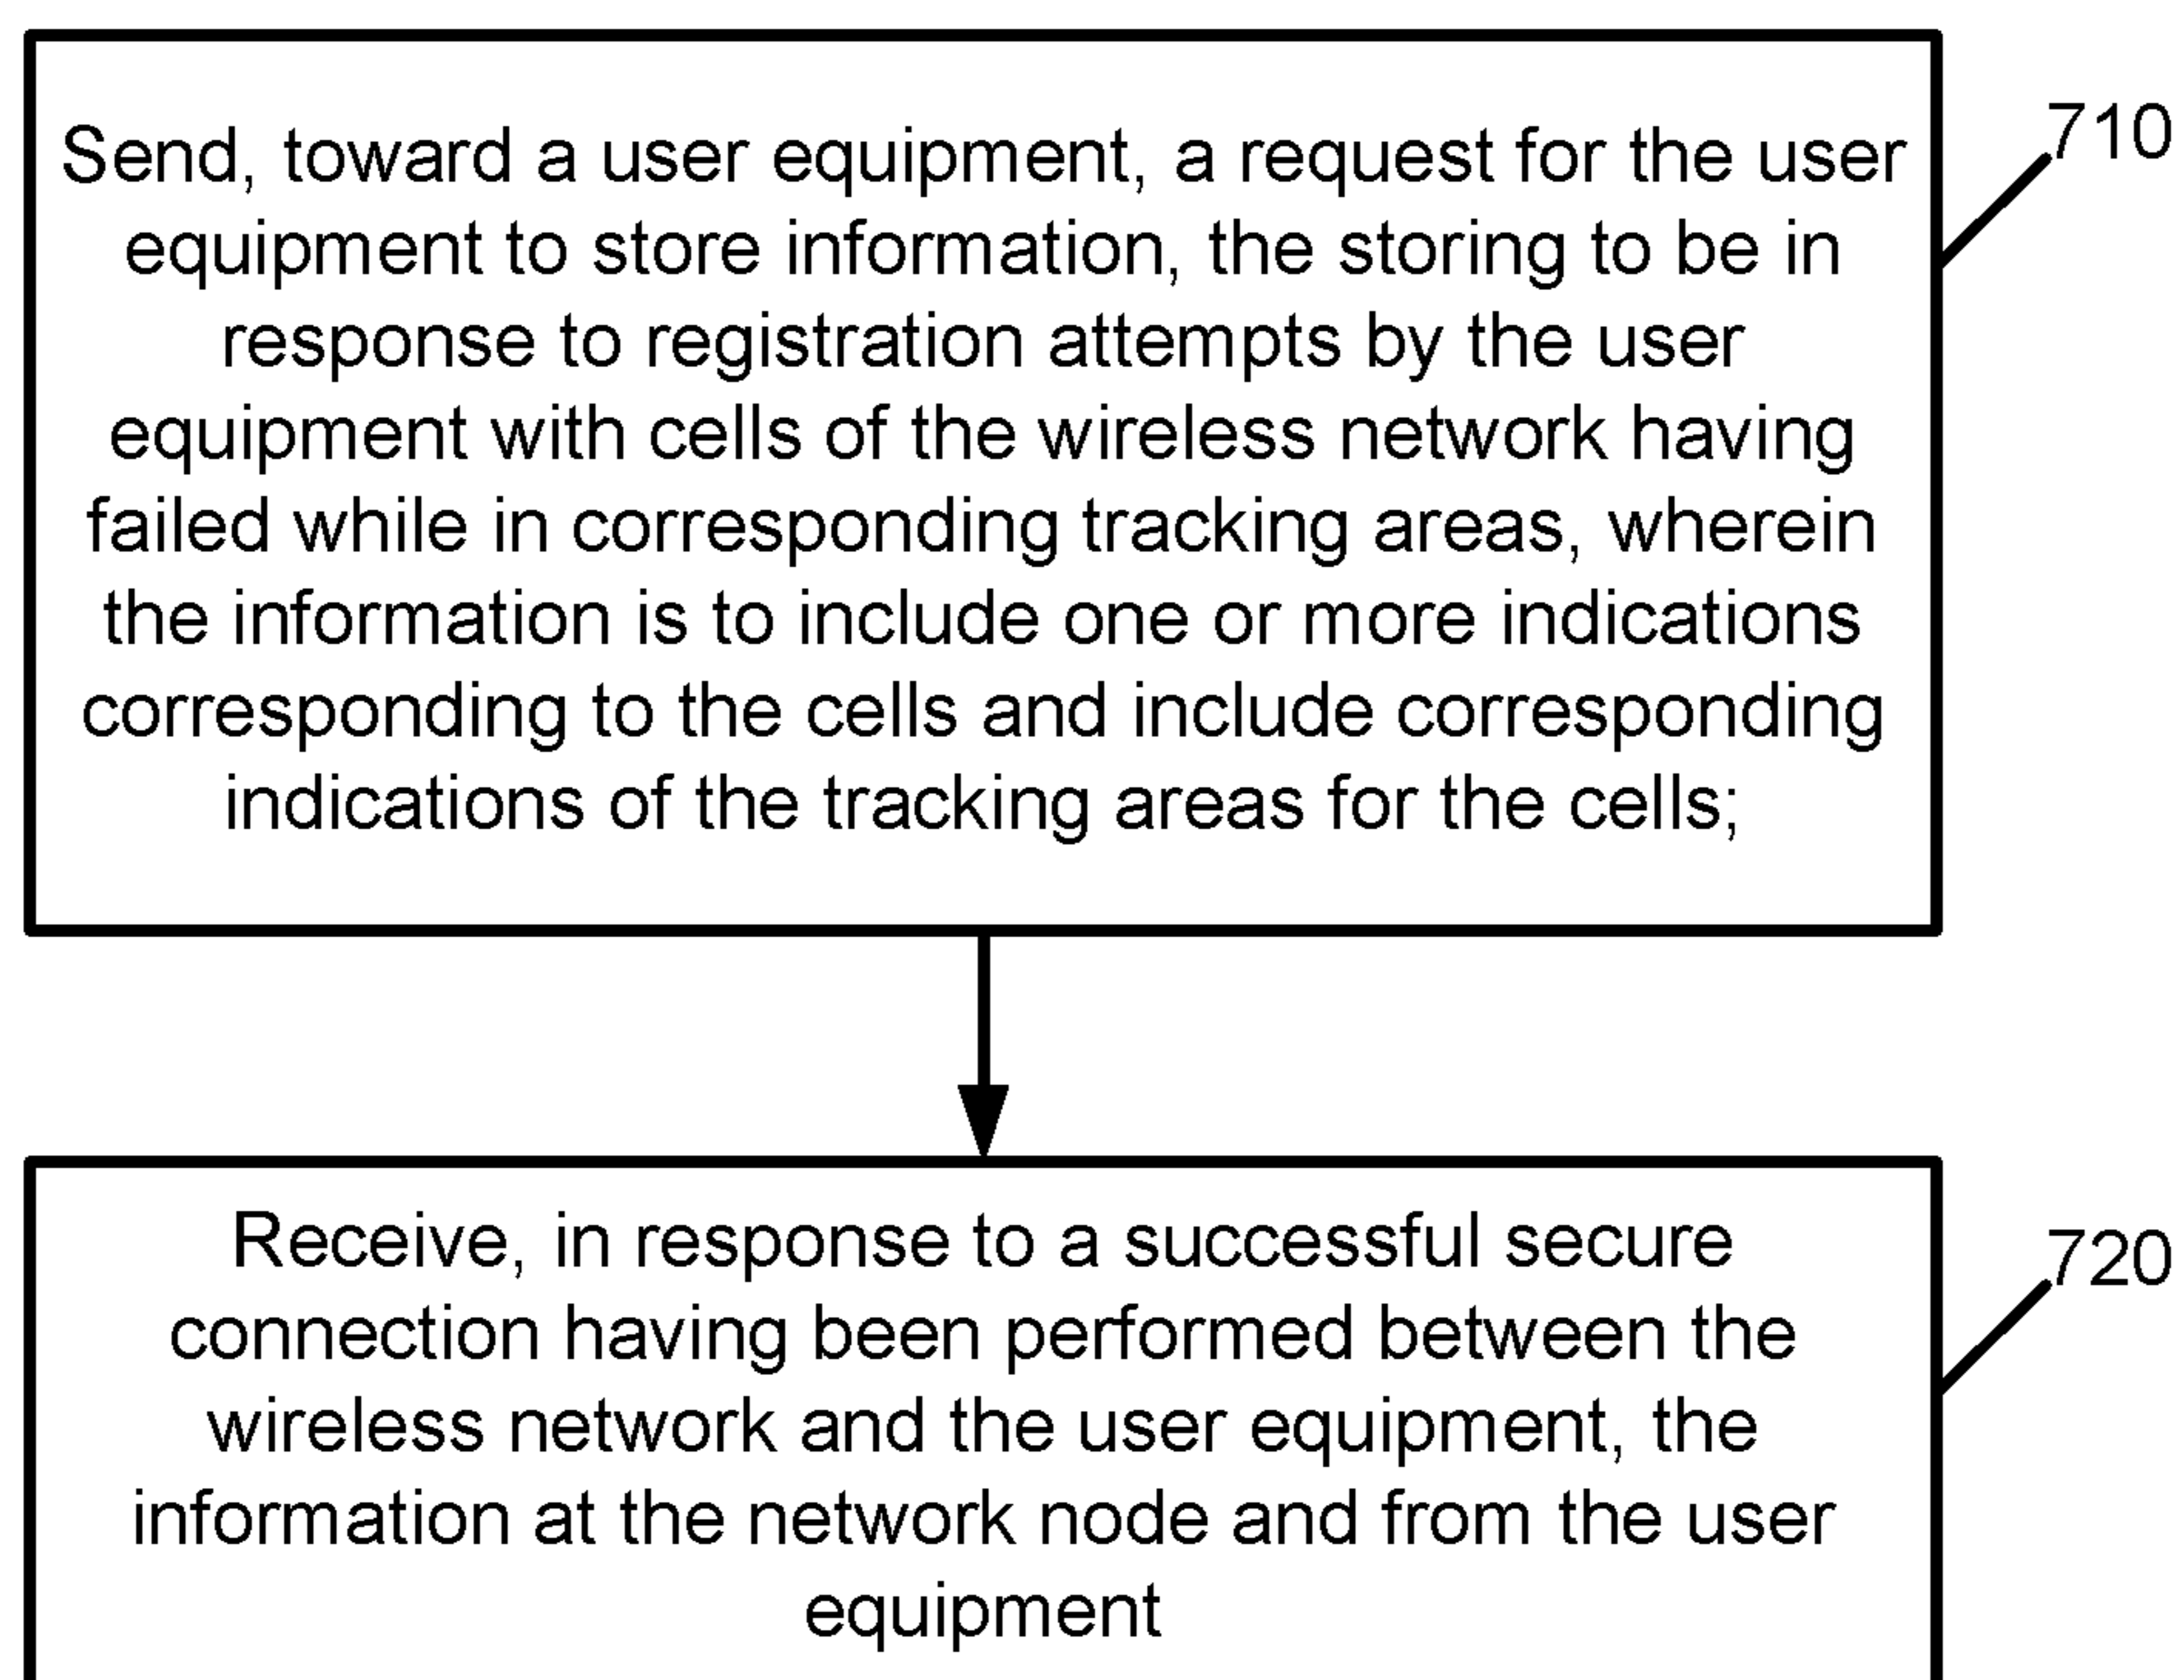 Send, toward a user equipment, a request for the user
equipment to store information, the storing to be in
response to registration attempts by the user
equipment with cells of the wireless network having
failed while in corresponding tracking areas, wherein
the information is to include one or more indications
corresponding to the cells and include corresponding
indications of the tracking areas for the cells;
710
Receive, in response to a successful secure
connection having been performed between the
wireless network and the user equipment, the
information at the network node and from the user
equipment
720